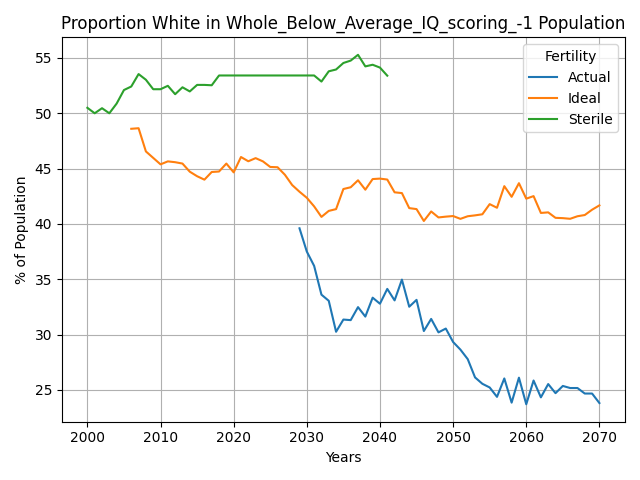 Proportion White in Whole_Below_Average_IQ_scoring_-1 Population
Fertility
Actual
Ideal
Sterile
% of Population
55
50
45
40
35
30
25
2000 2010 2020 2030 2040 2050 2060 2070
Years